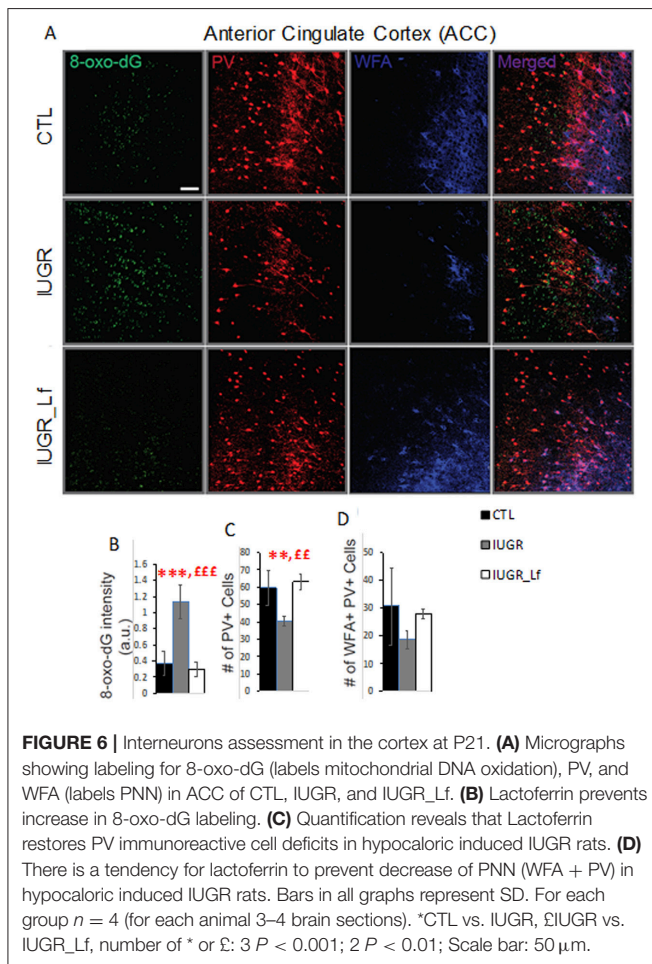 A
Anterior Cingulate Cortex (ACC)
8-oxo-dG PV WFA Merged
CTL
IUGR
IUGR_Lf
B
8-oxo-dG intensity
(a.u.)
1.6
1.4
1.2
1
0.8
0.6
0.4
0.2
0
***,£££
C
# of PV+ Cells
80
70
60
50
40
30
20
10
0
**,££
D
# of WFA+ PV+ Cells
50
40
30
20
10
0
CTL
IUGR
IUGR_Lf
FIGURE 6 | Interneurons assessment in the cortex at P21. (A) Micrographs
showing labeling for 8-oxo-dG (labels mitochondrial DNA oxidation), PV, and
WFA (labels PNN) in ACC of CTL, IUGR, and IUGR_Lf. (B) Lactoferrin prevents
increase in 8-oxo-dG labeling. (C) Quantification reveals that Lactoferrin
restores PV immunoreactive cell deficits in hypocaloric induced IUGR rats. (D)
There is a tendency for lactoferrin to prevent decrease of PNN (WFA + PV) in
hypocaloric induced IUGR rats. Bars in all graphs represent SD. For each
group n = 4 (for each animal 3–4 brain sections). *CTL vs. IUGR, £IUGR vs.
IUGR_Lf, number of * or £: 3 P < 0.001; 2 P < 0.01; Scale bar: 50 μm.